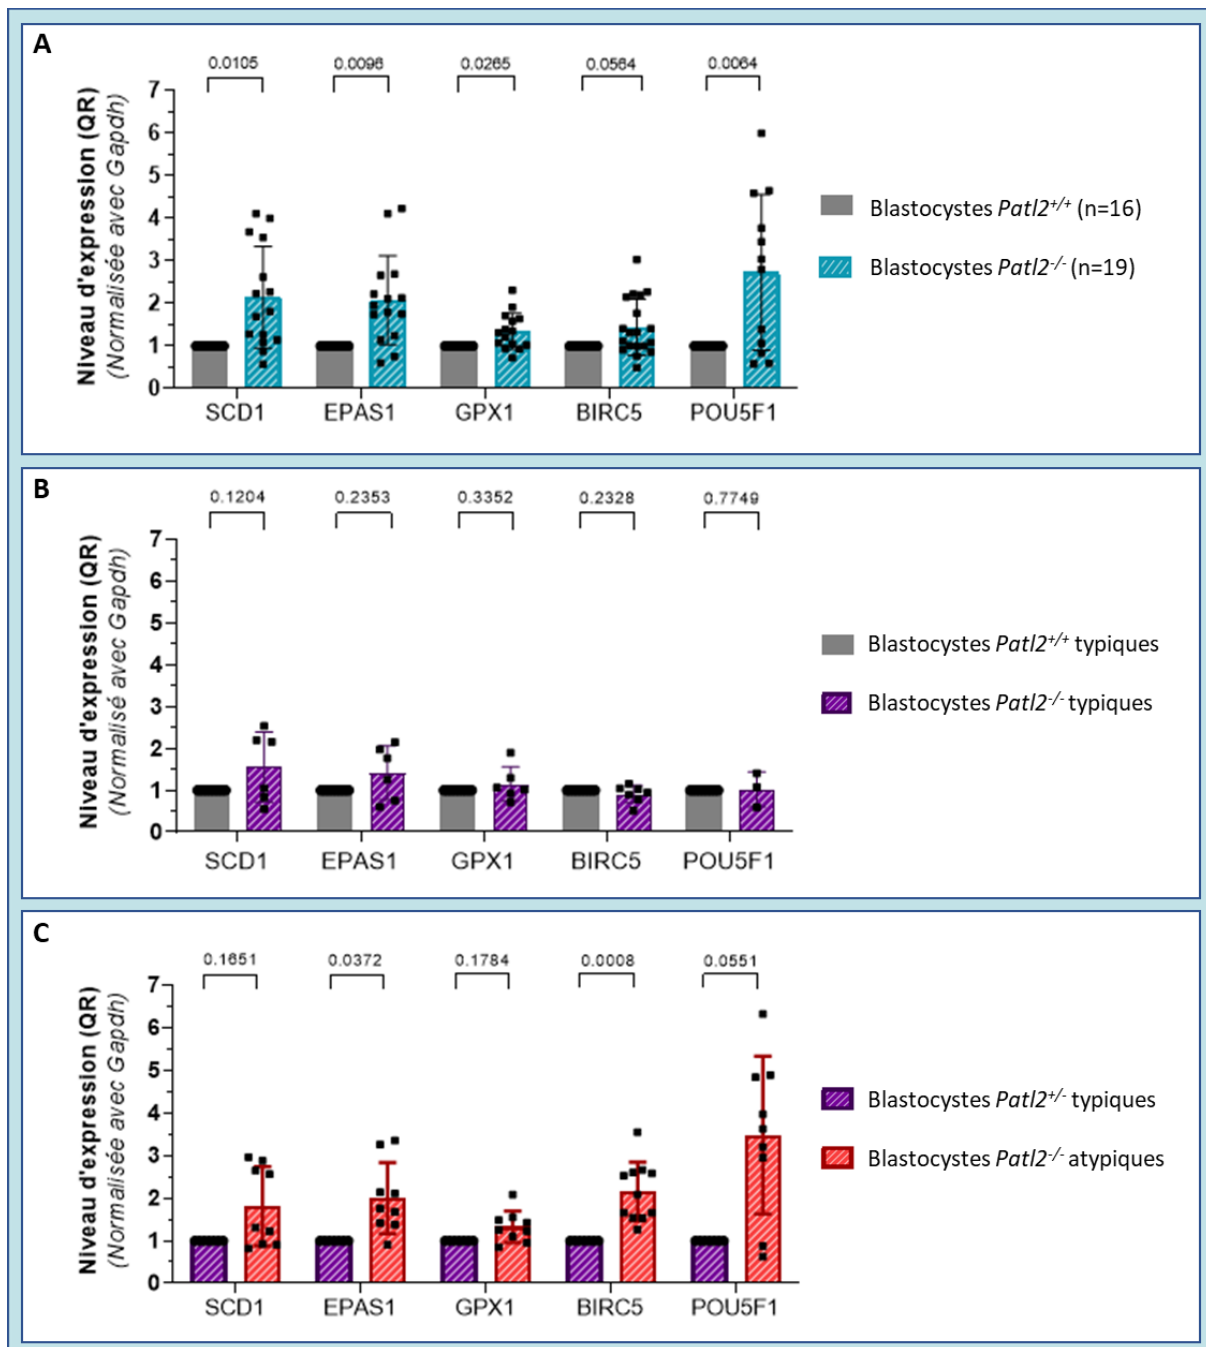 A
0.0105 0.0096 0.0265 0.0564 0.0064
Niveau d'expression (QR)
(Normalisée avec Gapdh)
7
6
5
4
3
2
1
0
SCD1 EPAS1 GPX1 BIRC5 POU5F1
Blastocystes Patl2+/+ (n=16)
Blastocystes Patl2-/- (n=19)
B
0.1204 0.2353 0.3352 0.2328 0.7749
Niveau d'expression (QR)
(Normalisé avec Gapdh)
7
6
5
4
3
2
1
0
SCD1 EPAS1 GPX1 BIRC5 POU5F1
Blastocystes Patl2+/+ typiques
Blastocystes Patl2-/- typiques
C
0.1651 0.0372 0.1784 0.0008 0.0551
Niveau d'expression (QR)
(Normalisé avec Gapdh)
7
6
5
4
3
2
1
0
SCD1 EPAS1 GPX1 BIRC5 POU5F1
Blastocystes Patl2+/- typiques
Blastocystes Patl2-/- atypiques